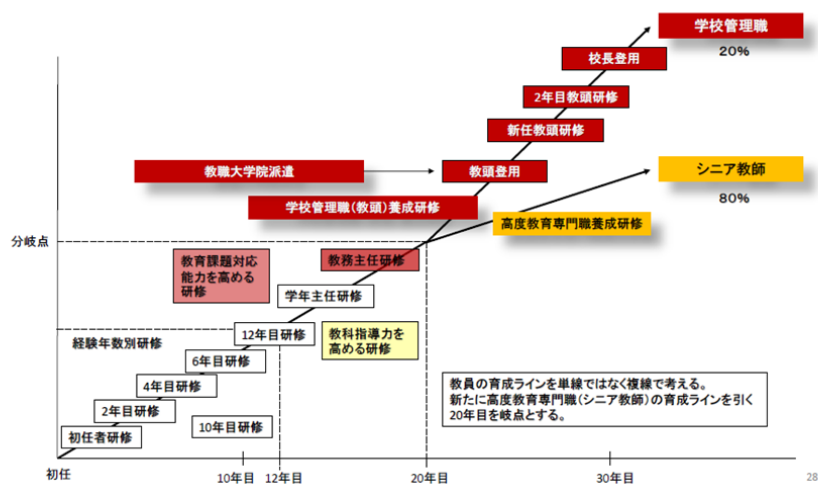 学校管理職
20%
校長登用
2年目教頭研修
新任教頭研修
教職大学院派遣
教頭登用
シニア教師
80%
学校管理職(教頭)養成研修
高度教育専門職養成研修
分岐点
教育課題対応
能力を高める
研修
教務主任研修
学年主任研修
経験年数別研修
12年目研修
教科指導力を
高める研修
6年目研修
4年目研修
2年目研修
10年目研修
初任者研修
教員の育成ラインを単線ではなく複線で考える。
新たに高度教育専門職(シニア教師)の育成ラインを引く
20年目を岐点とする。
初任
10年目
12年目
20年目
30年目
28